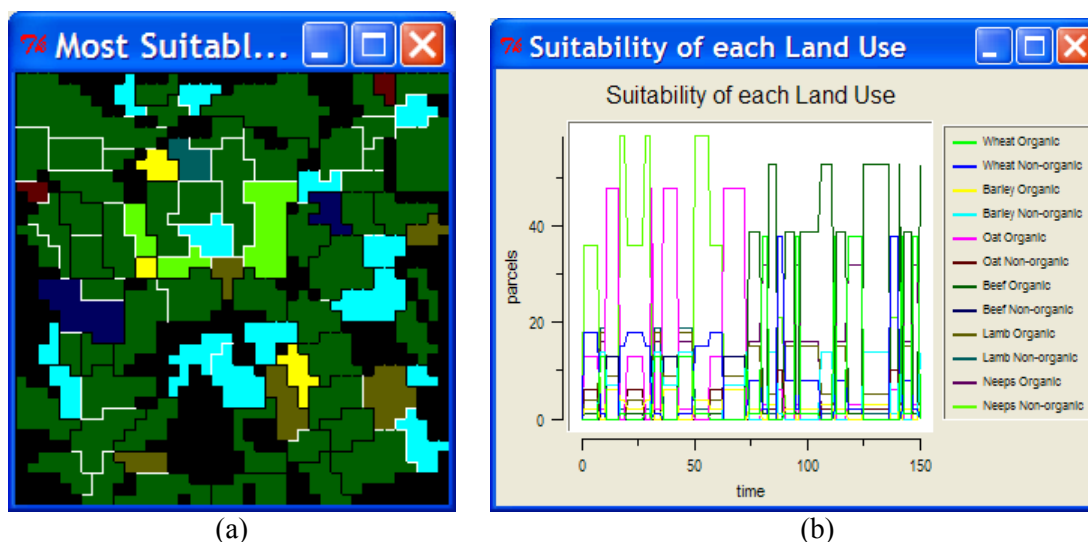 Most Suitabl...
Suitability of each Land Use
Suitability of each Land Use
parcels
40
20
0
0 50 100 150
time
Wheat Organic
Wheat Non-organic
Barley Organic
Barley Non-organic
Oat Organic
Oat Non-organic
Beef Organic
Beef Non-organic
Lamb Organic
Lamb Non-organic
Neeps Organic
Neeps Non-organic
(a) (b)